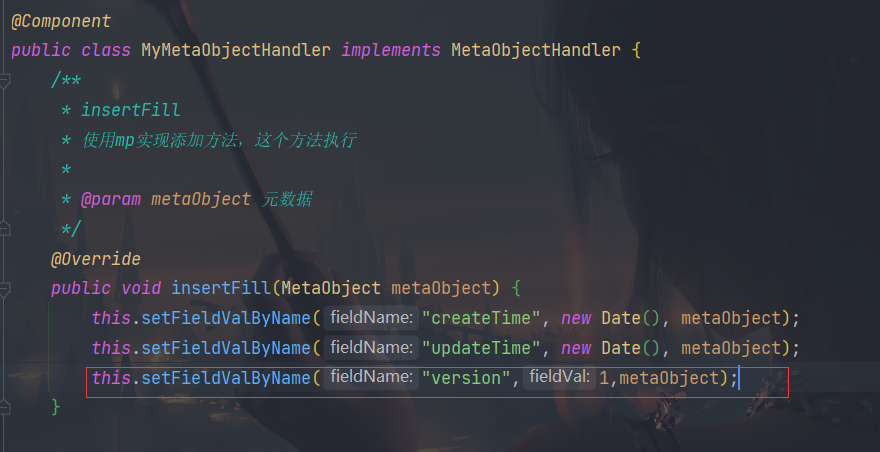 @Component
public class MyMetaObjectHandler implements MetaObjectHandler {
/**
* insertFill
* 使用mp实现添加方法，这个方法执行
*
* @param metaObject 元数据
*/
@Override
public void insertFill(MetaObject metaObject) {
this.setFieldValByName( fieldName: "createTime", new Date(), metaObject);
this.setFieldValByName( fieldName: "updateTime", new Date(), metaObject);
this.setFieldValByName( fieldName: "version", fieldVal: 1,metaObject);
}